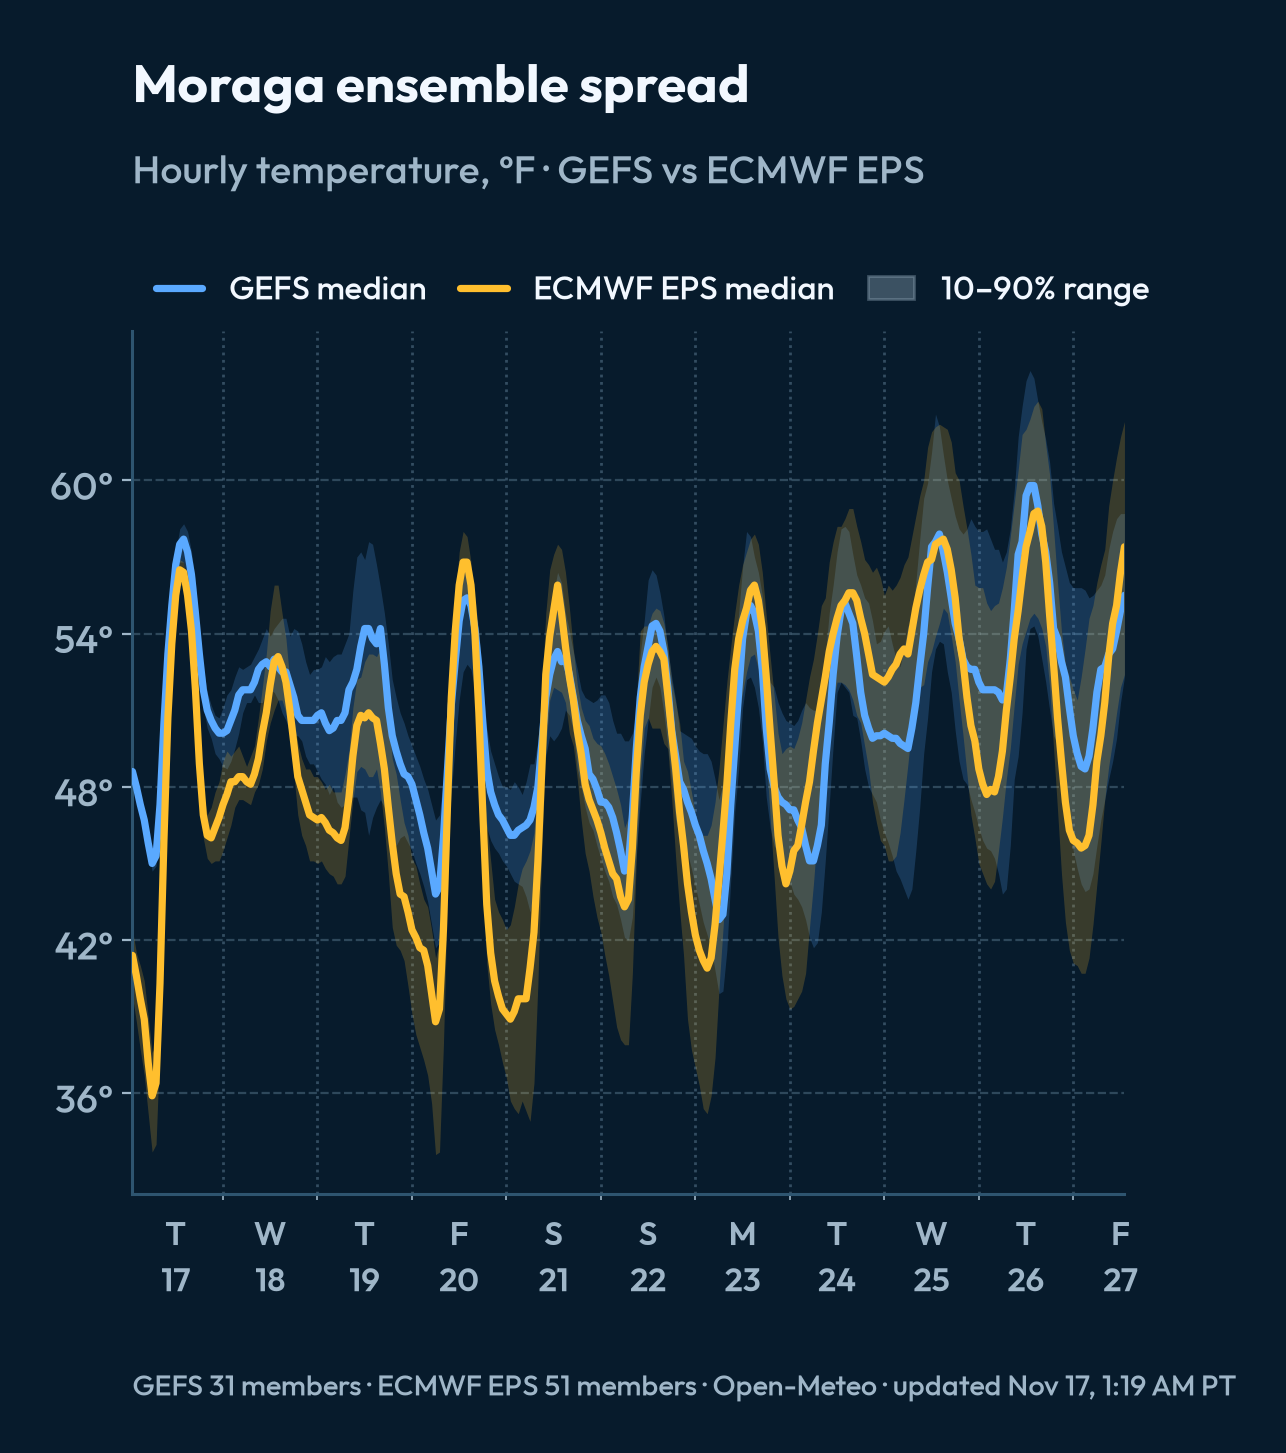 Moraga ensemble spread
Hourly temperature, °F · GEFS vs ECMWF EPS
GEFS median ECMWF EPS median 10–90% range
60°
54°
48°
42°
36°
T W T F S S M T W T F
17 18 19 20 21 22 23 24 25 26 27
GEFS 31 members · ECMWF EPS 51 members · Open-Meteo · updated Nov 17, 1:19 AM PT